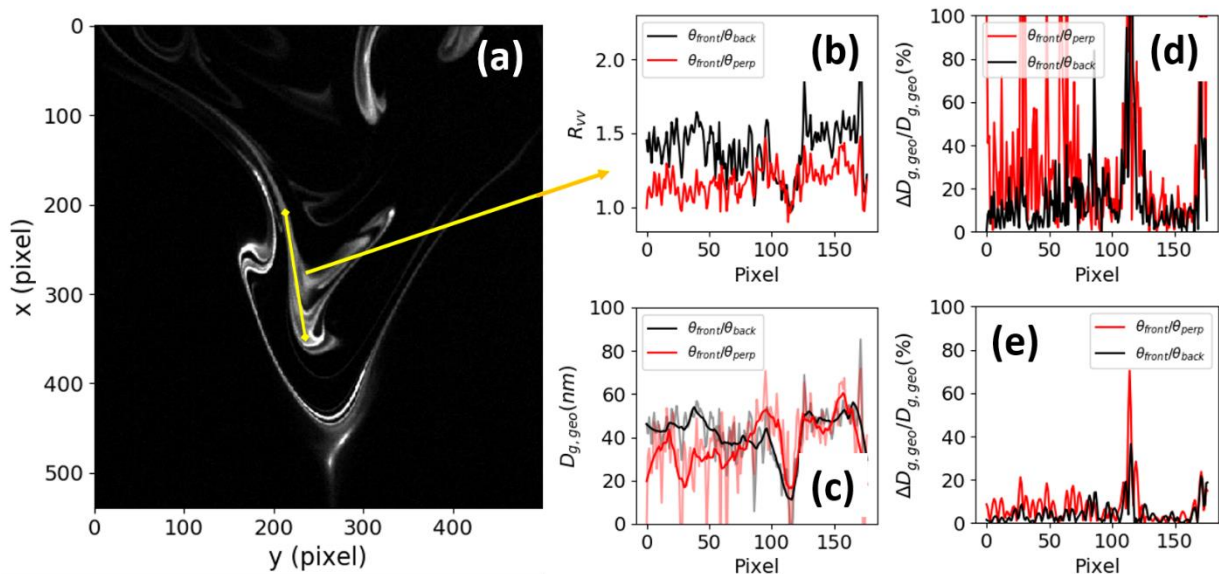 (a)
0
100
200
300
400
500
x (pixel)
0 100 200 300 400
y (pixel)
(b)
θfront/θback
θfront/θperp
2.0
1.5
1.0
Rvv
0 50 100 150
Pixel
(d)
θfront/θperp
θfront/θback
100
80
60
40
20
0
ΔDg,geo/Dg,geo(%)
0 50 100 150
Pixel
(c)
θfront/θback
θfront/θperp
100
80
60
40
20
0
Dg,geo(nm)
0 50 100 150
Pixel
(e)
θfront/θperp
θfront/θback
100
80
60
40
20
0
ΔDg,geo/Dg,geo(%)
0 50 100 150
Pixel